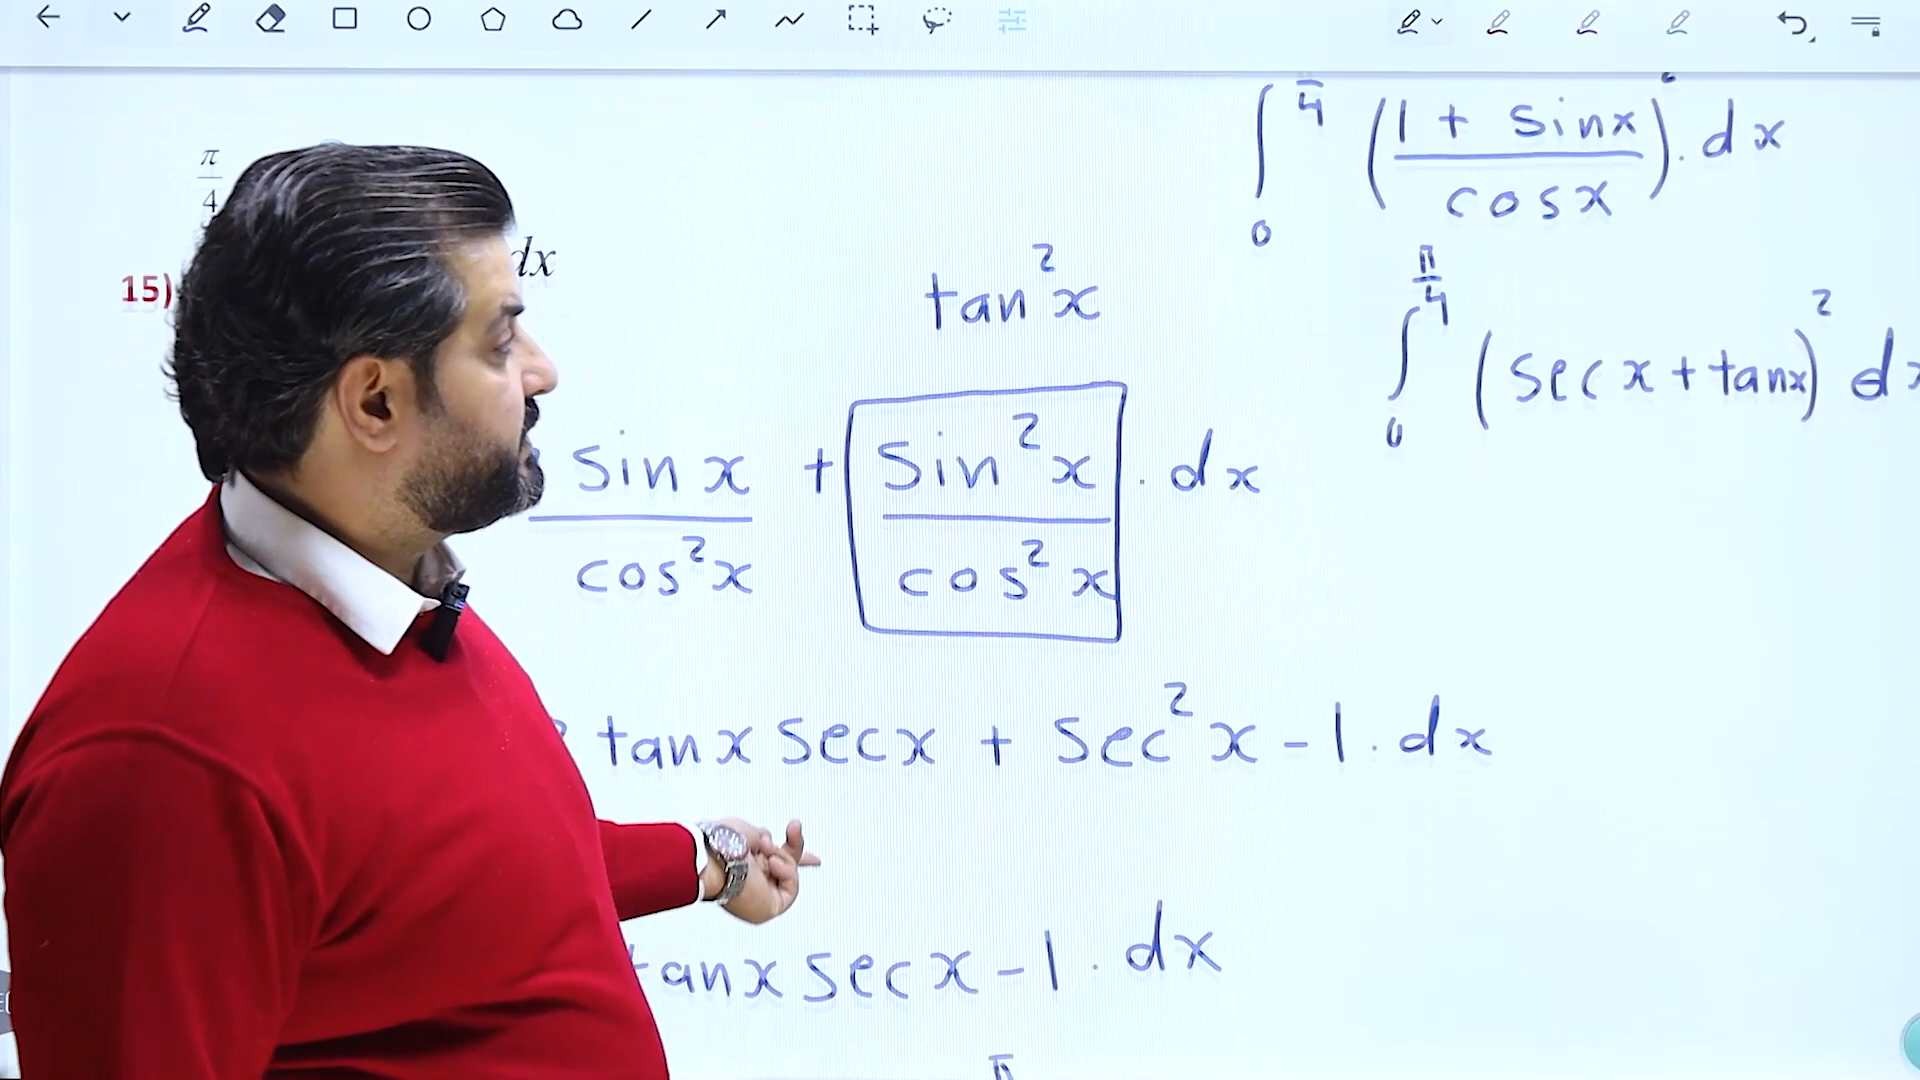 ∫₀^(π/4) ((1 + sinx)/cosx) . dx
π/4
15) dx
tan²x
∫₀^(π/4) (secx + tanx)² dx
sinx/cos²x + sin²x/cos²x . dx
tanx secx + sec²x - 1 . dx
tanx secx - 1 . dx
π